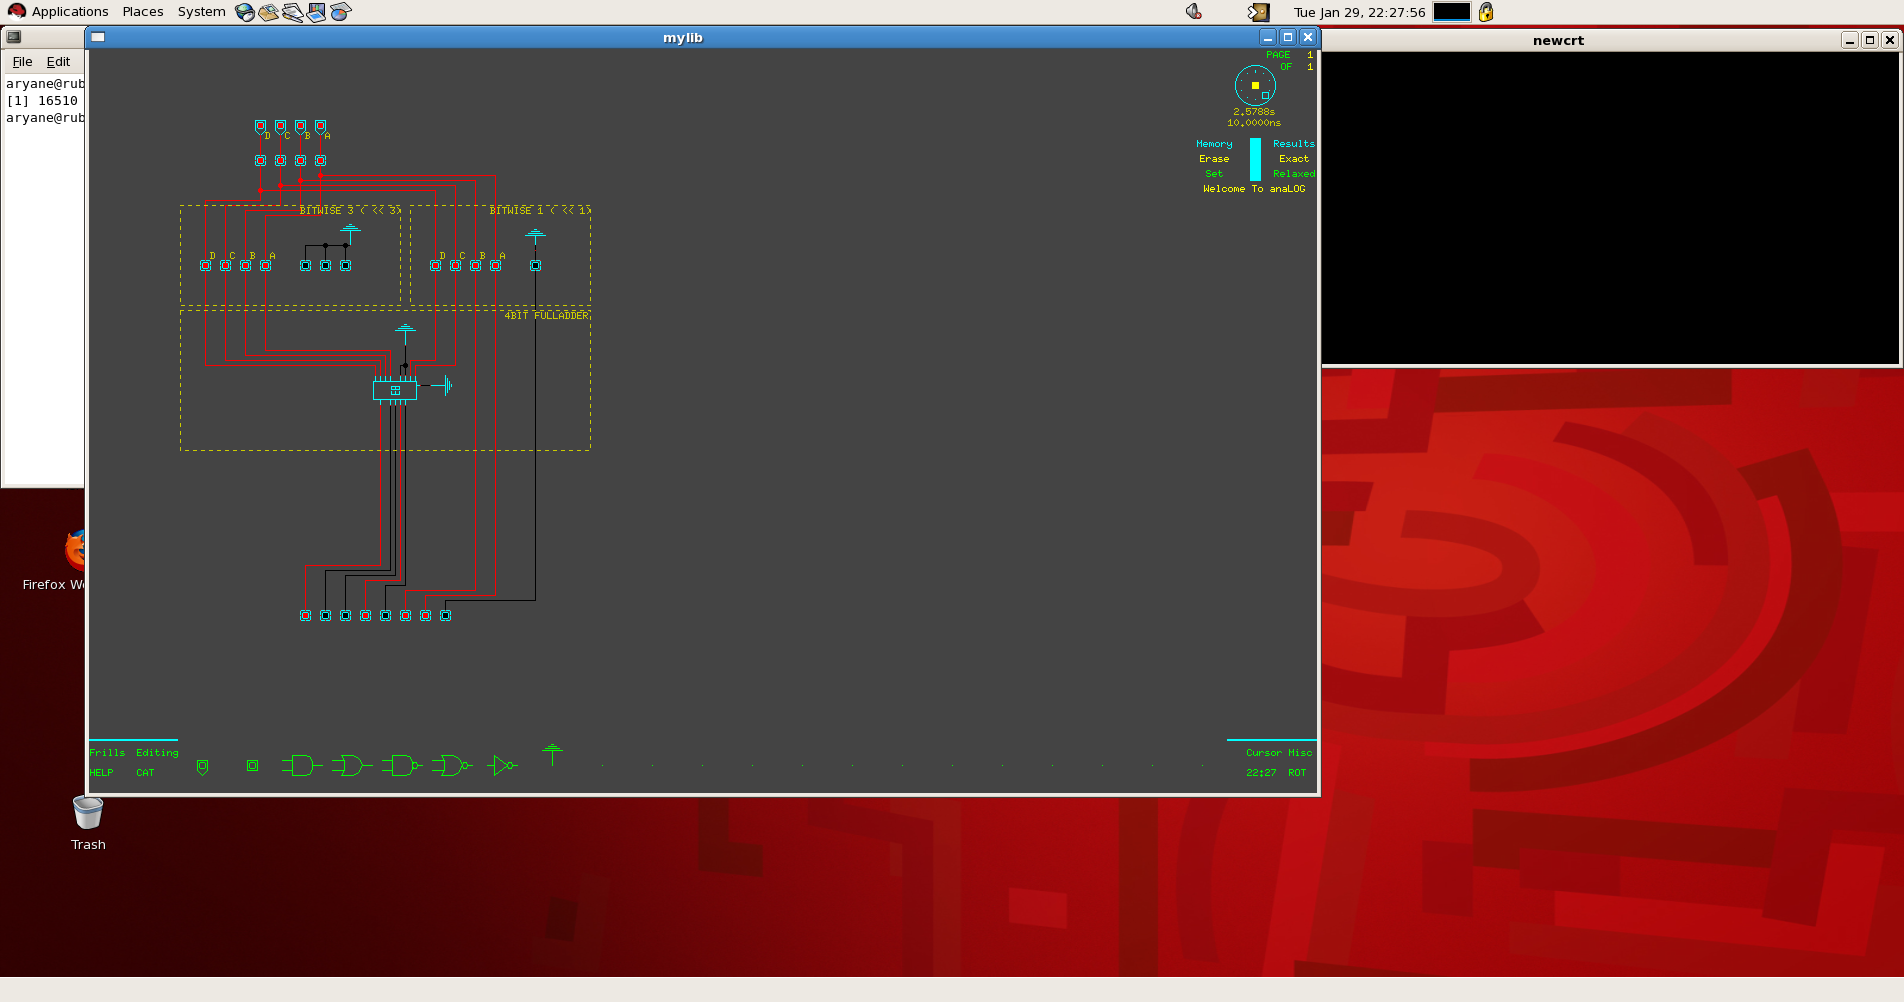 Applications Places System
Tue Jan 29, 22:27:56
mylib
newcrt
File Edit
aryane@rub
[1] 16510
aryane@rub
PAGE 1
OF 1
2.5788s
10.0000ns
Memory Results
Erase Exact
Set Relaxed
Welcome To anaLOG
D C B A
BITWISE 3 ( << 3)
BITWISE 1 ( << 1)
D C B A
D C B A
4BIT FULLADDER
Firefox We
Frills Editing
HELP CAT
Cursor Misc
22:27 ROT
Trash